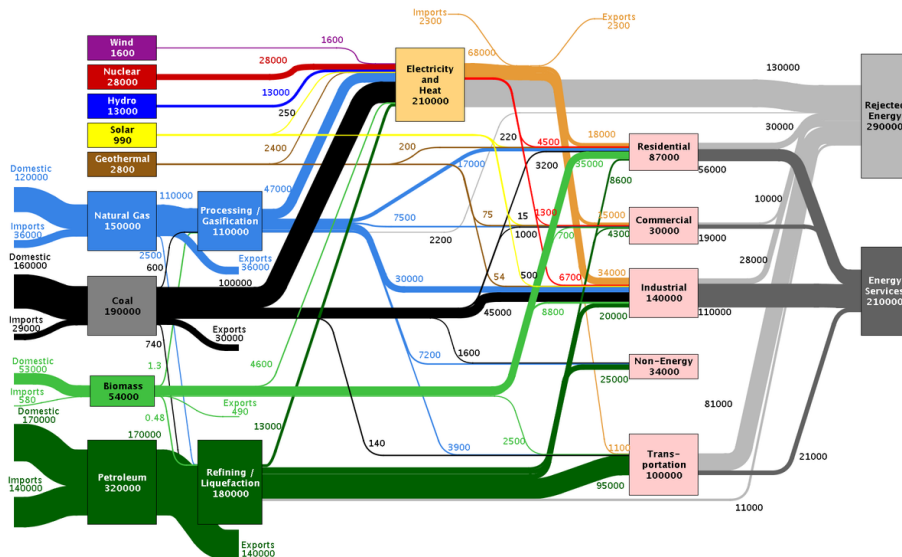 Imports
2300
Exports
2300
Wind
1600
1600
Nuclear
28000
28000
Hydro
13000
13000
250
Solar
990
Geothermal
2800
2400
200
Electricity
and
Heat
210000
68000
130000
Rejected
Energy
290000
220
4500
18000
30000
Residential
87000
56000
3200
35000
8600
17000
47000
Domestic
120000
Imports
36000
Natural Gas
150000
110000
Processing /
Gasification
110000
2500
600
Exports
36000
7500
2200
75
15
1000
1300
700
25000
4300
Commercial
30000
10000
19000
Domestic
160000
Imports
29000
Coal
190000
100000
740
Exports
30000
30000
45000
54
500
6700
8800
34000
20000
Industrial
140000
28000
110000
Energy
Services
210000
7200
1600
Non-Energy
34000
25000
Domestic
53000
Imports
580
Biomass
54000
1.3
0.48
4600
Exports
490
Domestic
170000
Imports
140000
Petroleum
320000
170000
Refining /
Liquefaction
180000
13000
Exports
140000
140
3900
2500
1100
95000
Trans-
portation
100000
81000
21000
11000